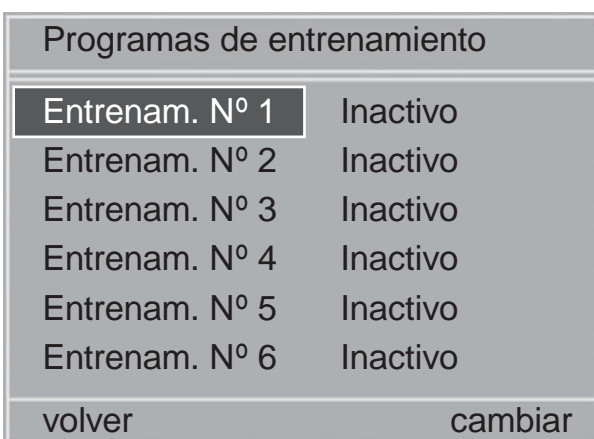 Programas de entrenamiento
Entrenam. Nº 1 Inactivo
Entrenam. Nº 2 Inactivo
Entrenam. Nº 3 Inactivo
Entrenam. Nº 4 Inactivo
Entrenam. Nº 5 Inactivo
Entrenam. Nº 6 Inactivo
volver cambiar